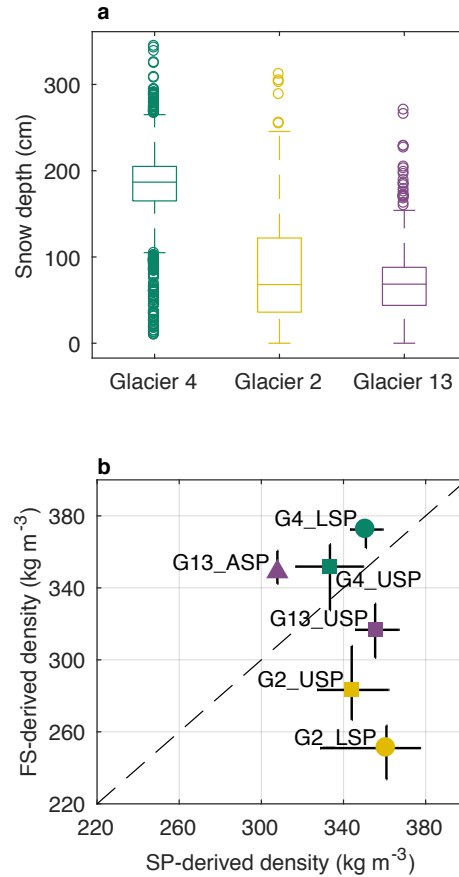 a
300
200
100
0
Snow depth (cm)
Glacier 4 Glacier 2 Glacier 13
b
380
340
300
260
220
FS-derived density (kg m⁻³)
G4_LSP
G13_ASP
G4_USP
G13_USP
G2_USP
G2_LSP
220 260 300 340 380
SP-derived density (kg m⁻³)